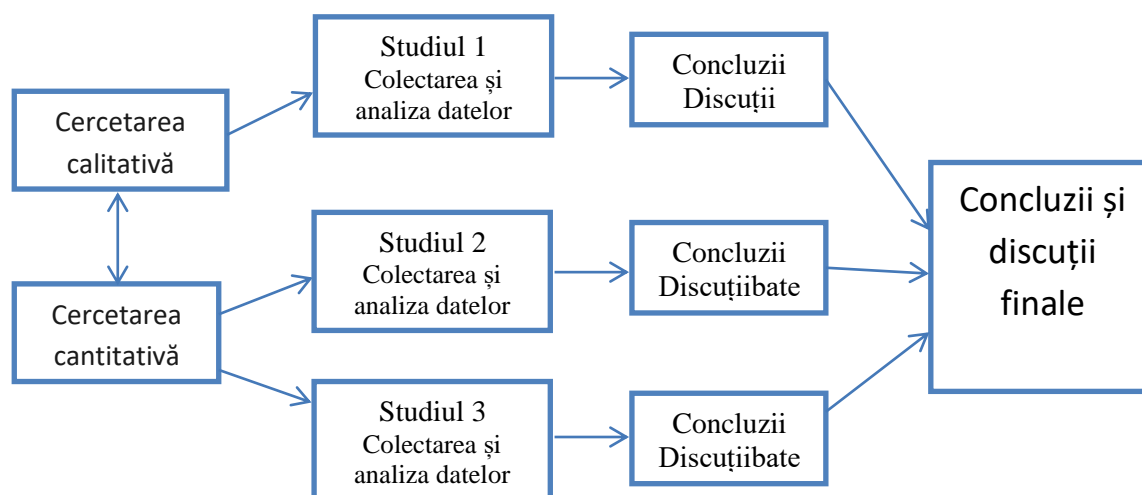 Cercetarea
calitativă
Cercetarea
cantitativă
Studiul 1
Colectarea și
analiza datelor
Concluzii
Discuții
Studiul 2
Colectarea și
analiza datelor
Concluzii
Discuțiibate
Studiul 3
Colectarea și
analiza datelor
Concluzii
Discuțiibate
Concluzii și
discuții
finale